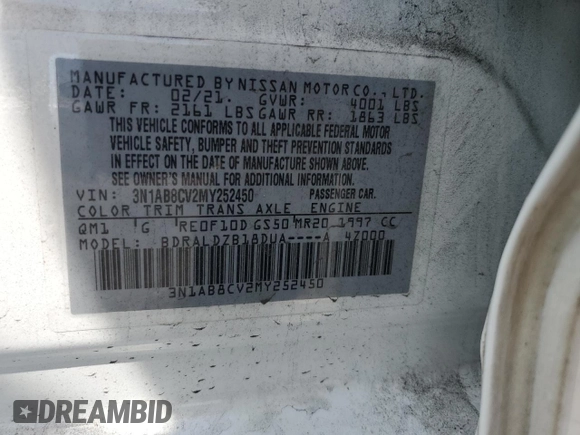 MANUFACTURED BY NISSAN MOTOR CO., LTD.
DATE: 02/21. GVWR: 4001 LBS
GAWR FR: 2161 LBS GAWR RR: 1863 LBS
THIS VEHICLE CONFORMS TO ALL APPLICABLE FEDERAL MOTOR
VEHICLE SAFETY, BUMPER AND THEFT PREVENTION STANDARDS
IN EFFECT ON THE DATE OF MANUFACTURE SHOWN ABOVE.
SEE OWNER'S MANUAL FOR ADDITIONAL INFORMATION.
VIN: 3N1AB8CV2MY252450 PASSENGER CAR.
COLOR TRIM TRANS AXLE ENGINE
QM1 G RE0F10D GS50 MR20 1997 CC
MODEL: BDRALDZB18DUA----A 47000
3N1AB8CV2MY252450
DREAMBID